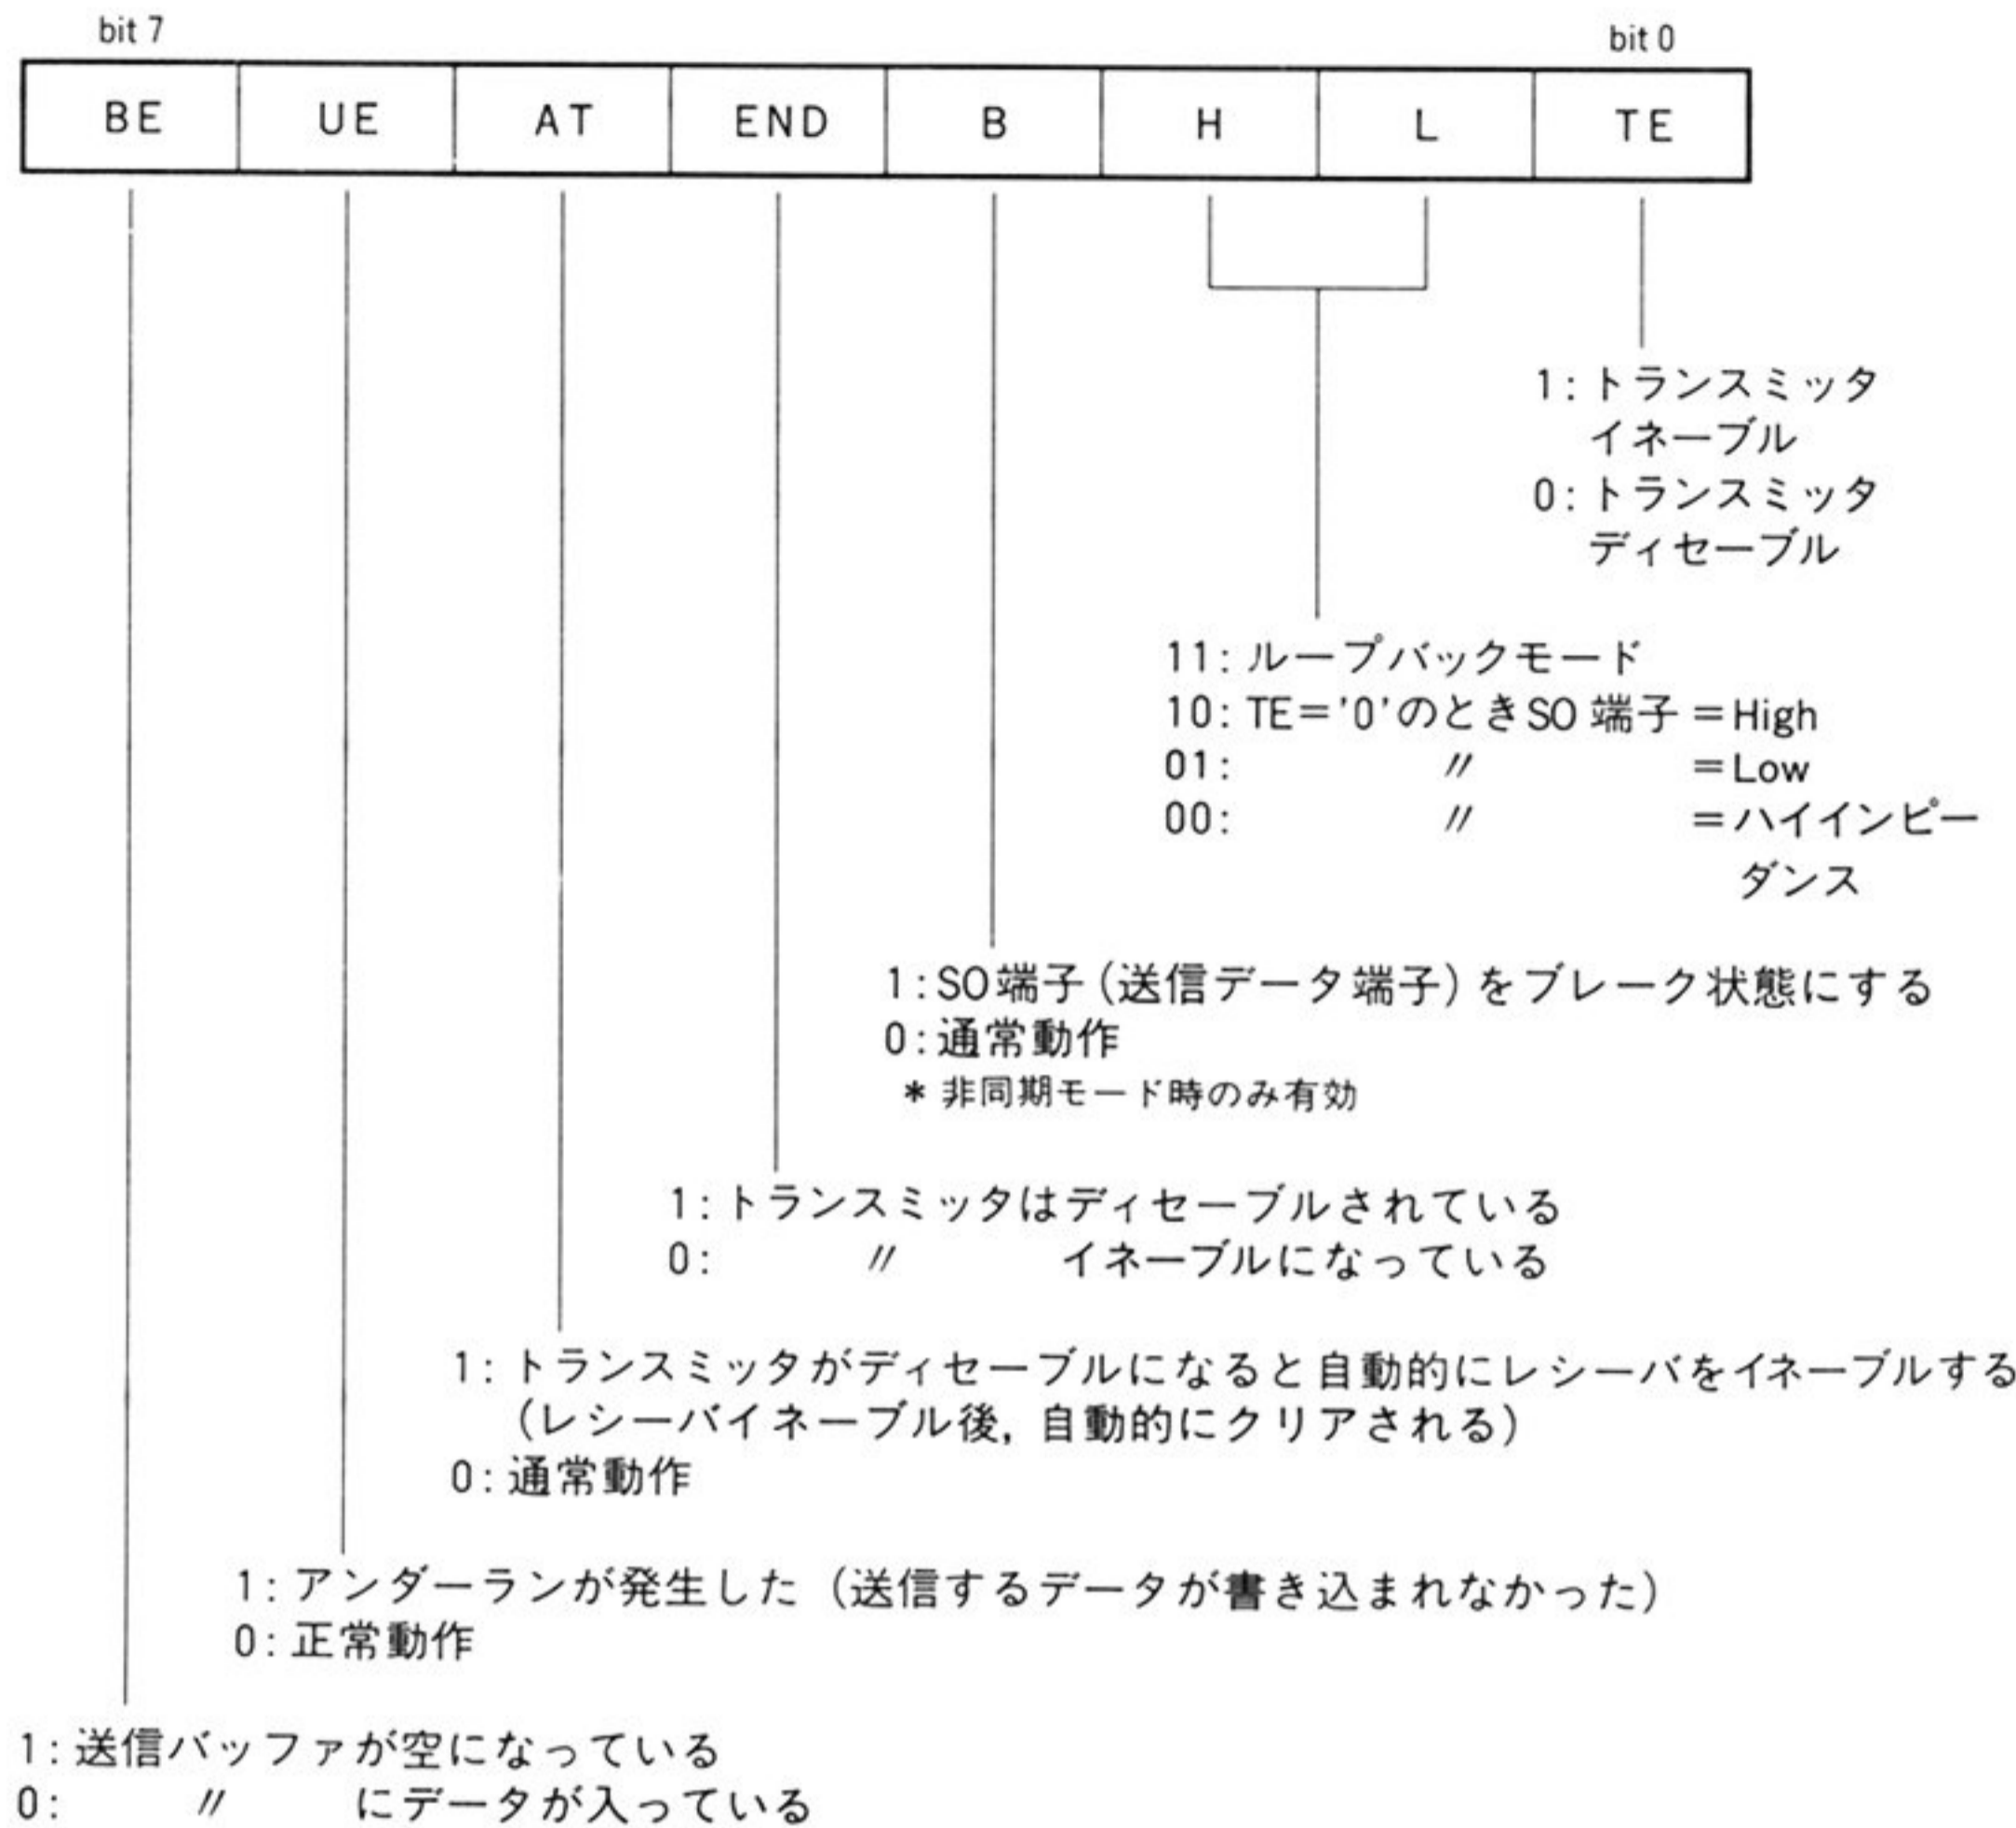 bit 7
bit 0
BE UE AT END B H L TE
1:トランスミッタ
イネーブル
0:トランスミッタ
ディセーブル
11:ループバックモード
10:TE='0'のときSO端子=High
01: 〃 =Low
00: 〃 =ハイインピー
ダンス
1:SO端子(送信データ端子)をブレーク状態にする
0:通常動作
*非同期モード時のみ有効
1:トランスミッタはディセーブルされている
0: 〃 イネーブルになっている
1:トランスミッタがディセーブルになると自動的にレシーバをイネーブルする
(レシーバイネーブル後,自動的にクリアされる)
0:通常動作
1:アンダーランが発生した(送信するデータが書き込まれなかった)
0:正常動作
1:送信バッファが空になっている
0: 〃 にデータが入っている